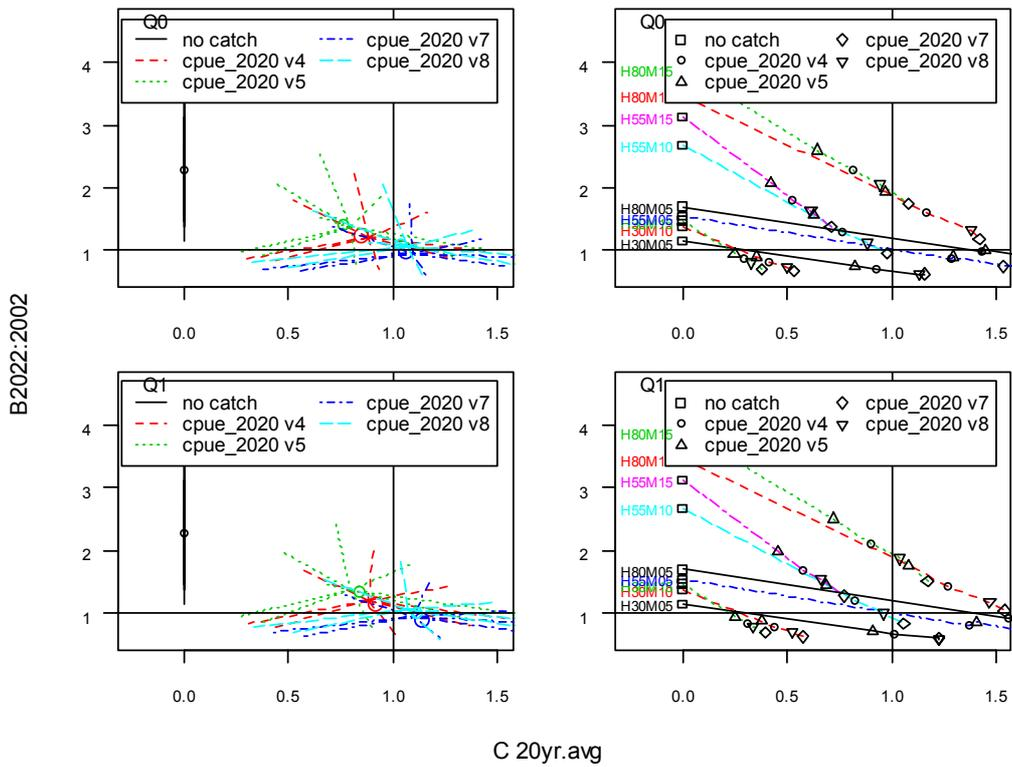 Q0
no catch
cpue_2020 v4
cpue_2020 v5
cpue_2020 v7
cpue_2020 v8
4
3
2
1
0.0 0.5 1.0 1.5
Q0
no catch
cpue_2020 v4
cpue_2020 v5
cpue_2020 v7
cpue_2020 v8
4
3
2
1
H80M15
H80M1
H55M15
H55M10
H80M05
H55M05
H30M10
H30M05
0.0 0.5 1.0 1.5
B2022:2002
Q1
no catch
cpue_2020 v4
cpue_2020 v5
cpue_2020 v7
cpue_2020 v8
4
3
2
1
0.0 0.5 1.0 1.5
Q1
no catch
cpue_2020 v4
cpue_2020 v5
cpue_2020 v7
cpue_2020 v8
4
3
2
1
H80M15
H80M1
H55M15
H55M10
H80M05
H55M05
H30M10
H30M05
0.0 0.5 1.0 1.5
C 20yr.avg